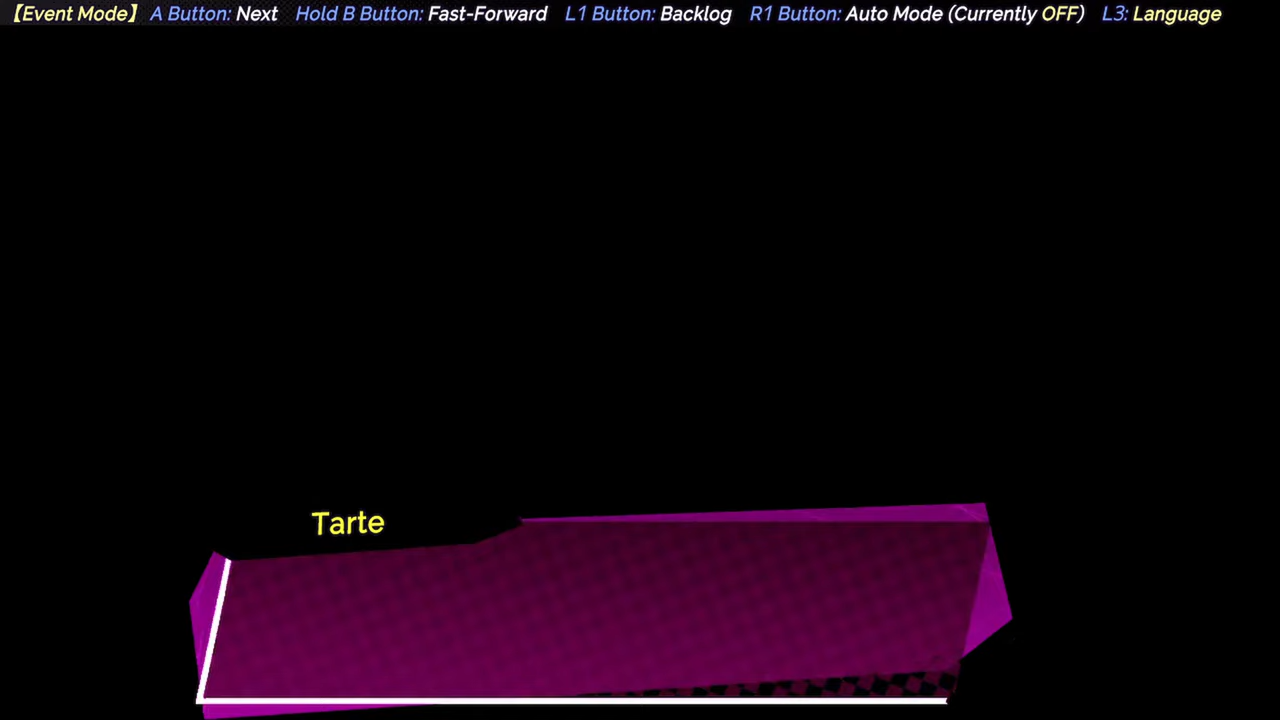 【Event Mode】 A Button: Next Hold B Button: Fast-Forward L1 Button: Backlog R1 Button: Auto Mode (Currently OFF) L3: Language
Tarte